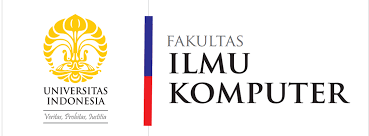 UNIVERSITAS
INDONESIA
Veritas, Probitas, Iustitia
FAKULTAS
ILMU
KOMPUTER